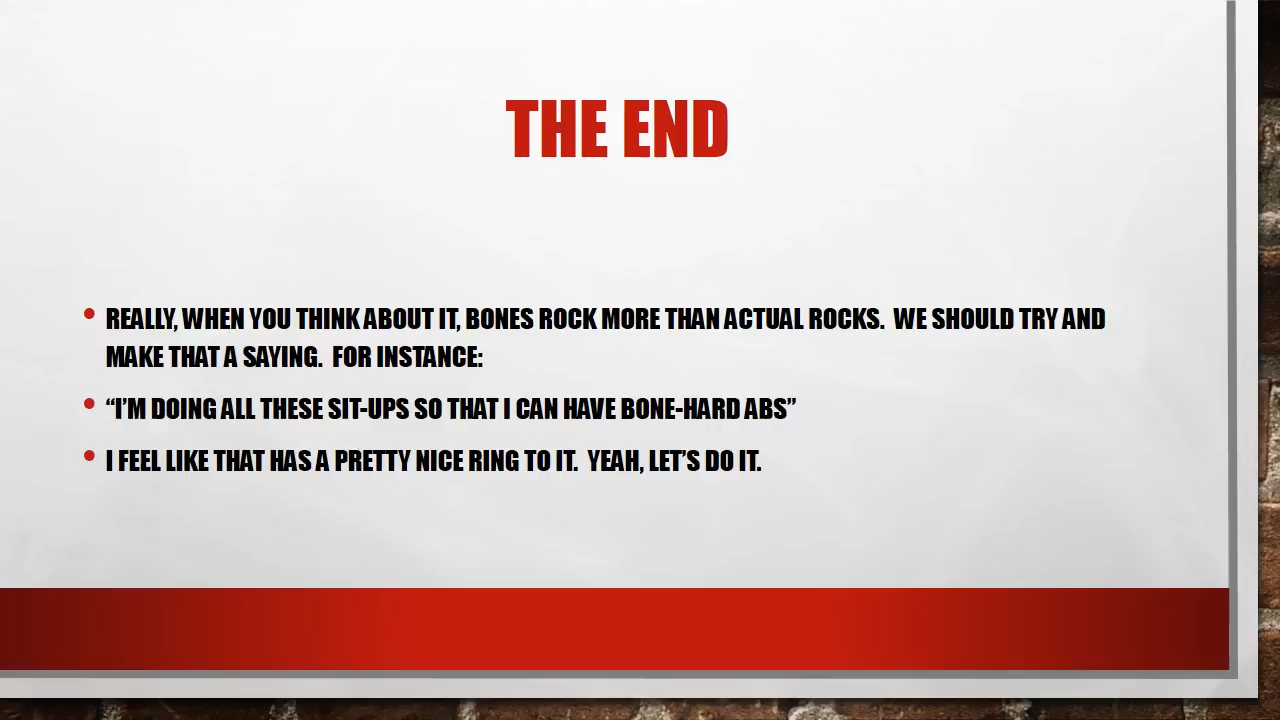 THE END
• REALLY, WHEN YOU THINK ABOUT IT, BONES ROCK MORE THAN ACTUAL ROCKS.  WE SHOULD TRY AND
MAKE THAT A SAYING.  FOR INSTANCE:
• “I’M DOING ALL THESE SIT-UPS SO THAT I CAN HAVE BONE-HARD ABS”
• I FEEL LIKE THAT HAS A PRETTY NICE RING TO IT.  YEAH, LET’S DO IT.